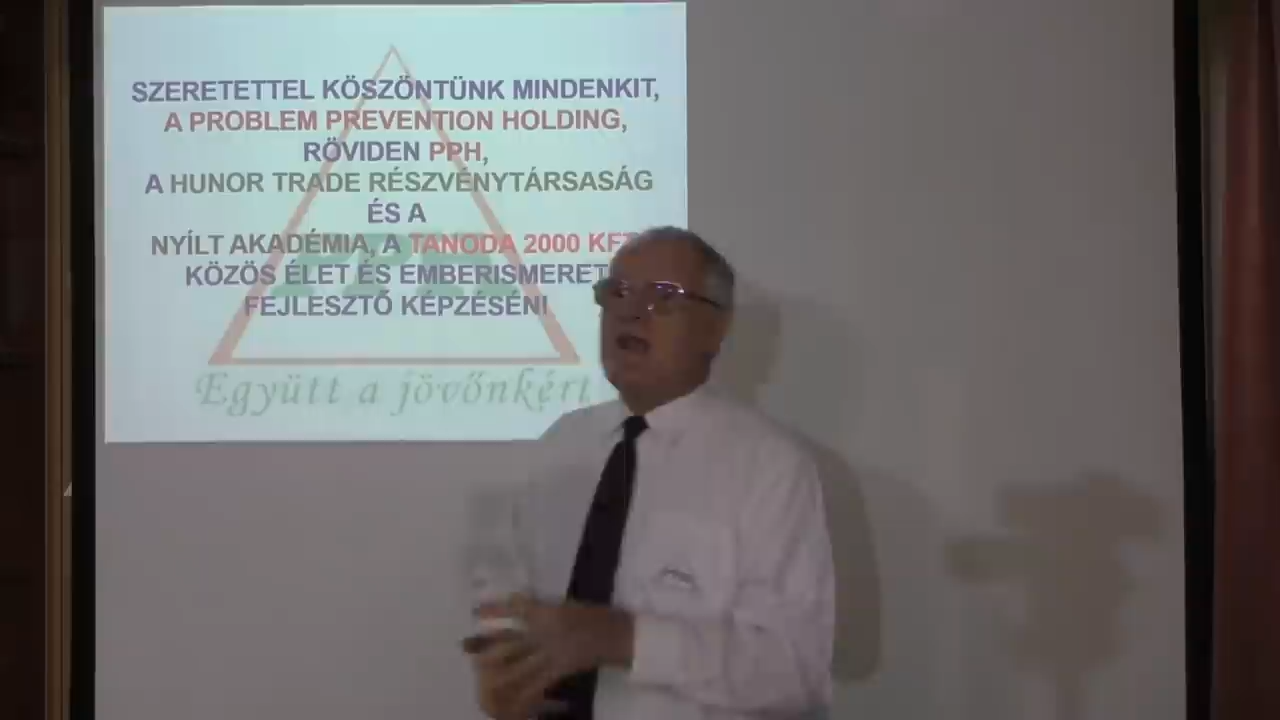 SZERETETTEL KÖSZÖNTÜNK MINDENKIT,
A PROBLEM PREVENTION HOLDING,
RÖVIDEN PPH,
A HUNOR TRADE RÉSZVÉNYTÁRSASÁG
ÉS A
NYÍLT AKADÉMIA, A TANODA 2000
KÖZÖS ÉLET ÉS
FEJLESZTŐ KÉPZÉSÉN!
PPH
Együtt a jövőnkért